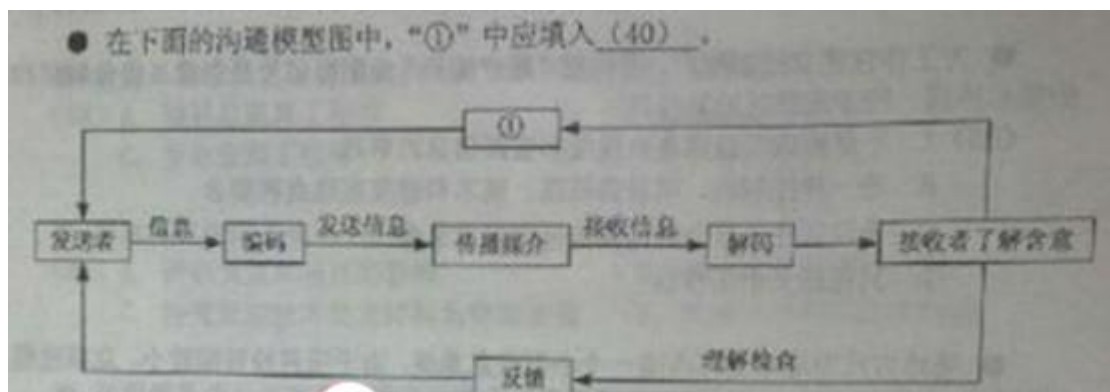 ● 在下面的沟通模型图中，“①”中应填入（40）。
①
发送者
信息
编码
发送信息
传播媒介
接收信息
解码
接收者了解含意
反馈
理解检查